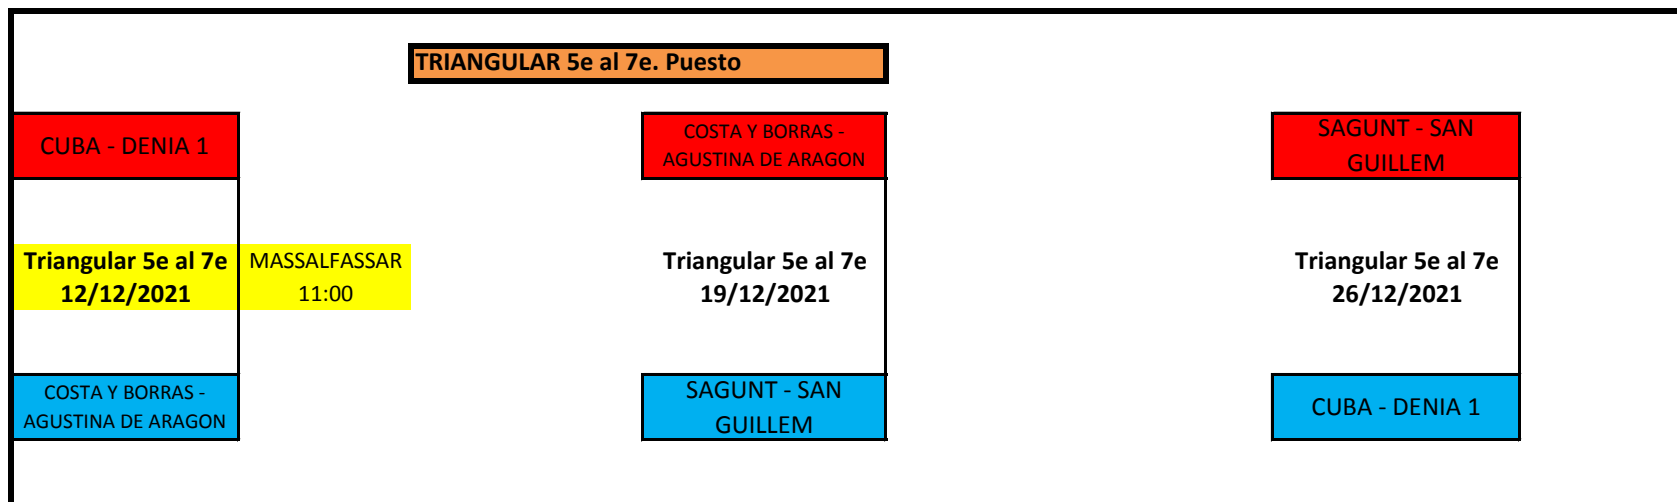 TRIANGULAR 5e al 7e. Puesto
CUBA - DENIA 1
COSTA Y BORRAS -
AGUSTINA DE ARAGON
SAGUNT - SAN
GUILLEM
Triangular 5e al 7e
12/12/2021
MASSALFASSAR
11:00
Triangular 5e al 7e
19/12/2021
Triangular 5e al 7e
26/12/2021
COSTA Y BORRAS -
AGUSTINA DE ARAGON
SAGUNT - SAN
GUILLEM
CUBA - DENIA 1